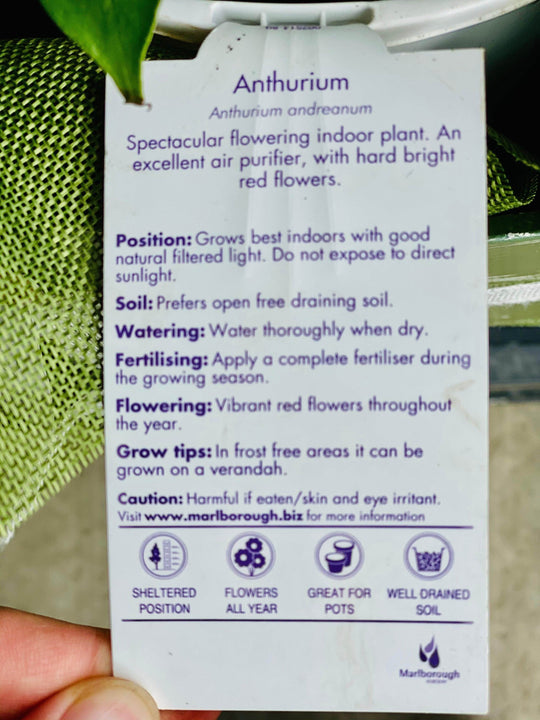 Anthurium
Anthurium andreanum
Spectacular flowering indoor plant. An
excellent air purifier, with hard bright
red flowers.
Position: Grows best indoors with good
natural filtered light. Do not expose to direct
sunlight.
Soil: Prefers open free draining soil.
Watering: Water thoroughly when dry.
Fertilising: Apply a complete fertiliser during
the growing season.
Flowering: Vibrant red flowers throughout
the year.
Grow tips: In frost free areas it can be
grown on a verandah.
Caution: Harmful if eaten/skin and eye irritant.
Visit www.marlborough.biz for more information
SHELTERED
POSITION
FLOWERS
ALL YEAR
GREAT FOR
POTS
WELL DRAINED
SOIL
Marlborough